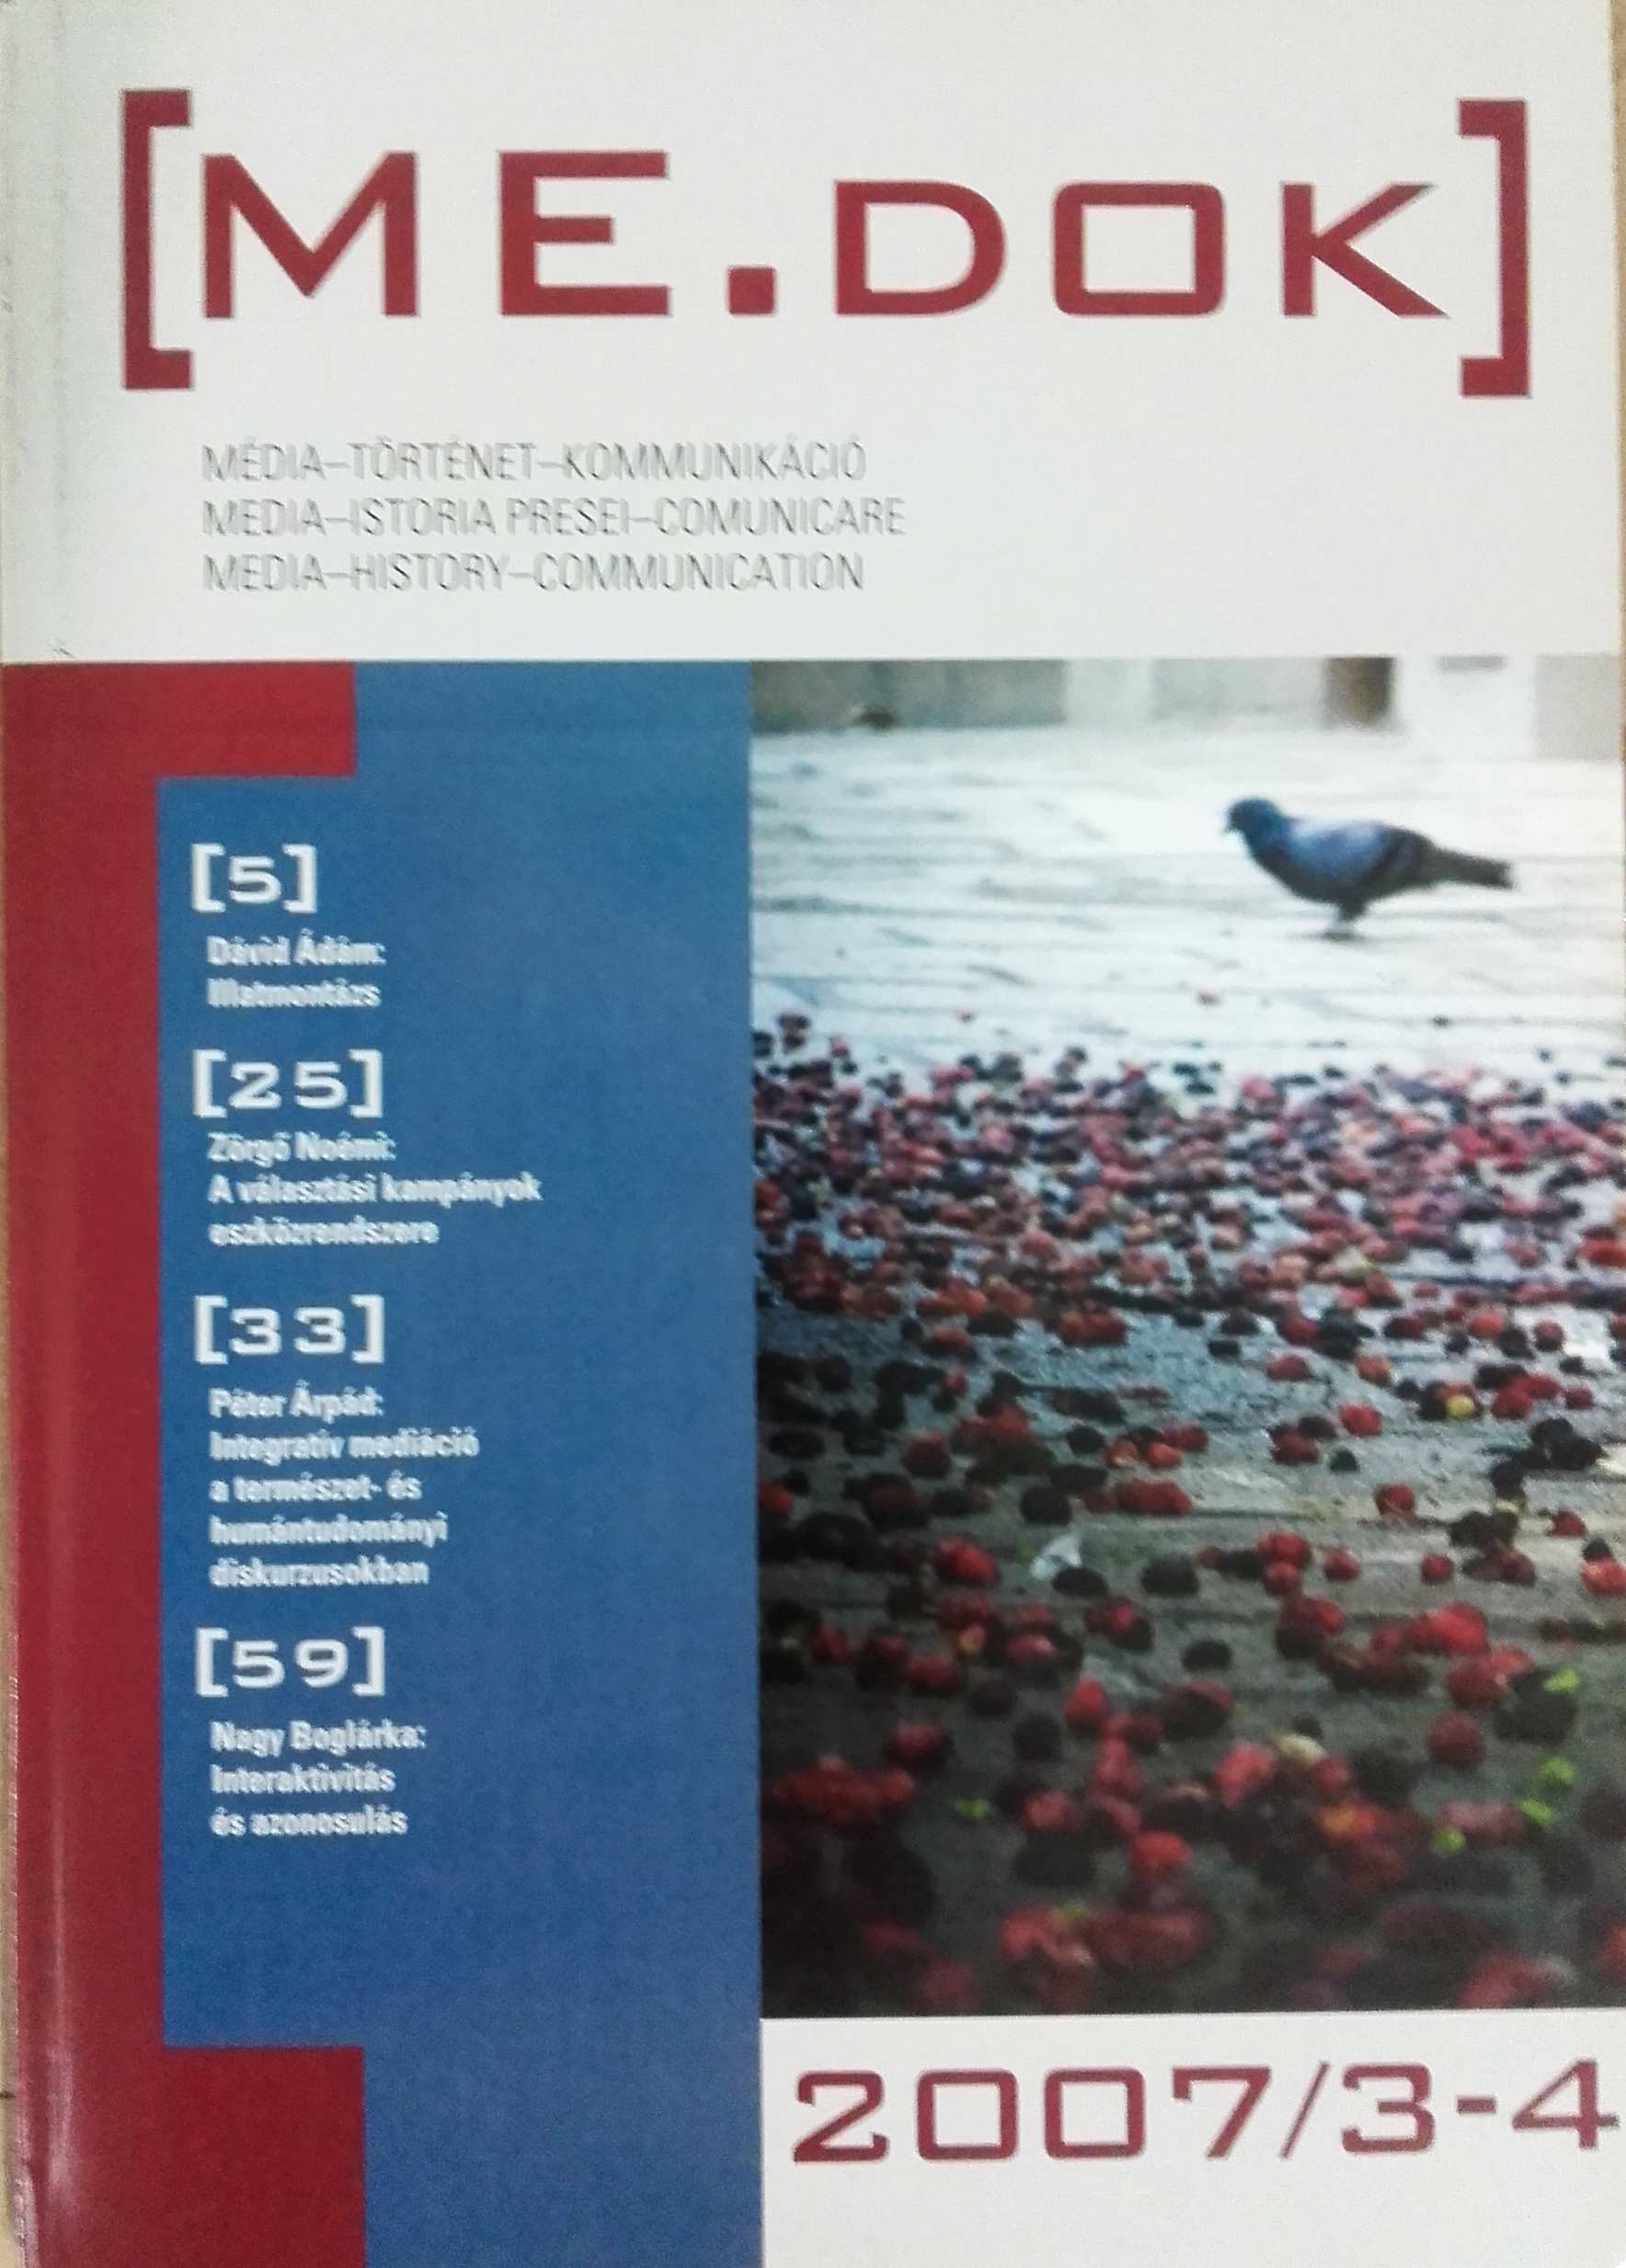 [ME.DOK]
MÉDIA–TÖRTÉNET–KOMMUNIKÁCIÓ
MEDIA–ISTORIA PRESEI–COMUNICARE
MEDIA–HISTORY–COMMUNICATION
[5]
Dávid Ádám:
Illatmontázs
[25]
Zörgő Noémi:
A választási kampányok
eszközrendszere
[33]
Péter Árpád:
Integratív mediáció
a természet- és
humántudományi
diskurzusokban
[59]
Nagy Boglárka:
Interaktivitás
és azonosulás
2007/3-4